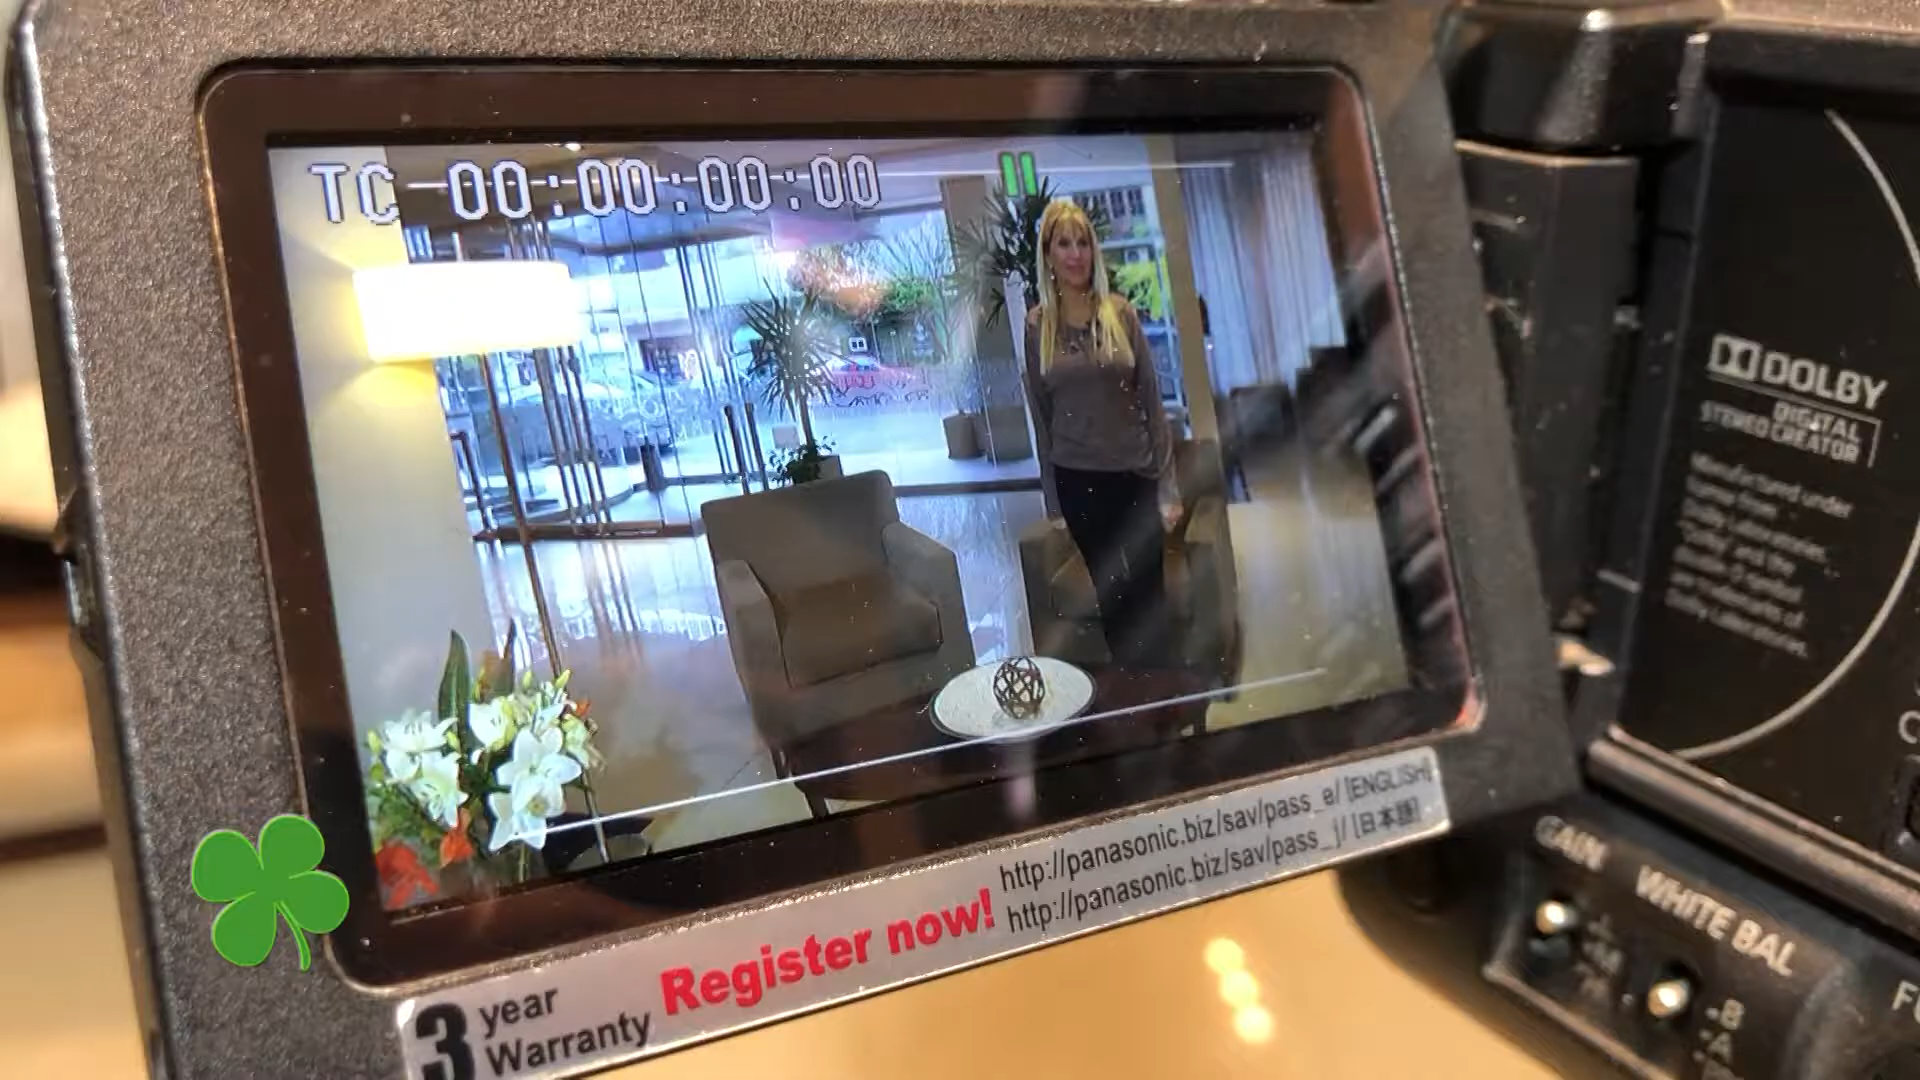 TC 00:00:00:00
DOLBY
DIGITAL
STEREO CREATOR
Manufactured under
license from
Dolby Laboratories.
"Dolby" and the
double-D symbol
are trademarks of
Dolby Laboratories.
http://panasonic.biz/sav/pass_e/ [ENGLISH]
http://panasonic.biz/sav/pass_j/ [日本語]
Register now!
3 year
Warranty
GAIN
WHITE BAL
B
A